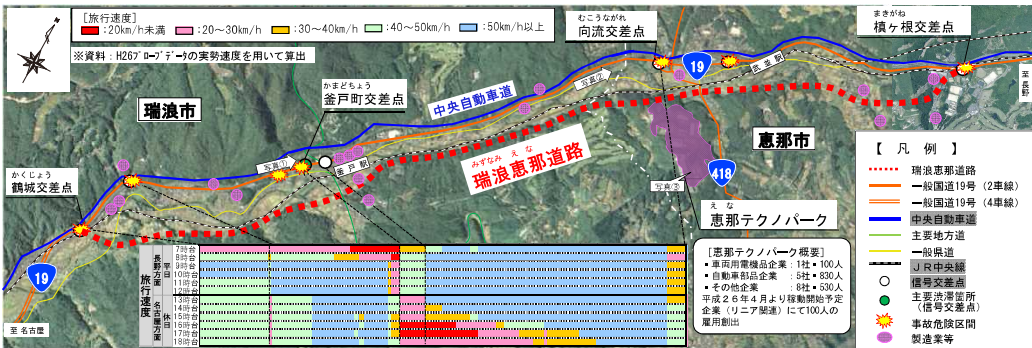 [旅行速度]
:20km/h未満 :20～30km/h :30～40km/h :40～50km/h :50km/h以上
※資料：H26プローブデータの実勢速度を用いて算出
むこうながれ
向流交差点
まきがね
槙ヶ根交差点
19
武並駅
至長野
写真②
中央自動車道
かまどちょう
釜戸町交差点
瑞浪市
恵那市
みずなみ えな
瑞浪恵那道路
写真①
釜戸駅
かくじょう
鶴城交差点
418
写真③
えな
恵那テクノパーク
19
至 名古屋
【 凡 例 】
瑞浪恵那道路
一般国道19号 （2車線）
一般国道19号 （4車線）
中央自動車道
主要地方道
一般県道
ＪＲ中央線
信号交差点
主要渋滞箇所
（信号交差点）
事故危険区間
製造業等
[恵那テクノパーク概要]
・車両用電機品企業：1社・100人
・自動車部品企業 ：5社・830人
・その他企業 ：8社・530人
平成２６年４月より稼動開始予定
企業（リニア関連）にて100人の
雇用創出
旅行速度
長野方面
平日
7時台
8時台
9時台
10時台
11時台
12時台
名古屋方面
休日
13時台
14時台
15時台
16時台
17時台
18時台